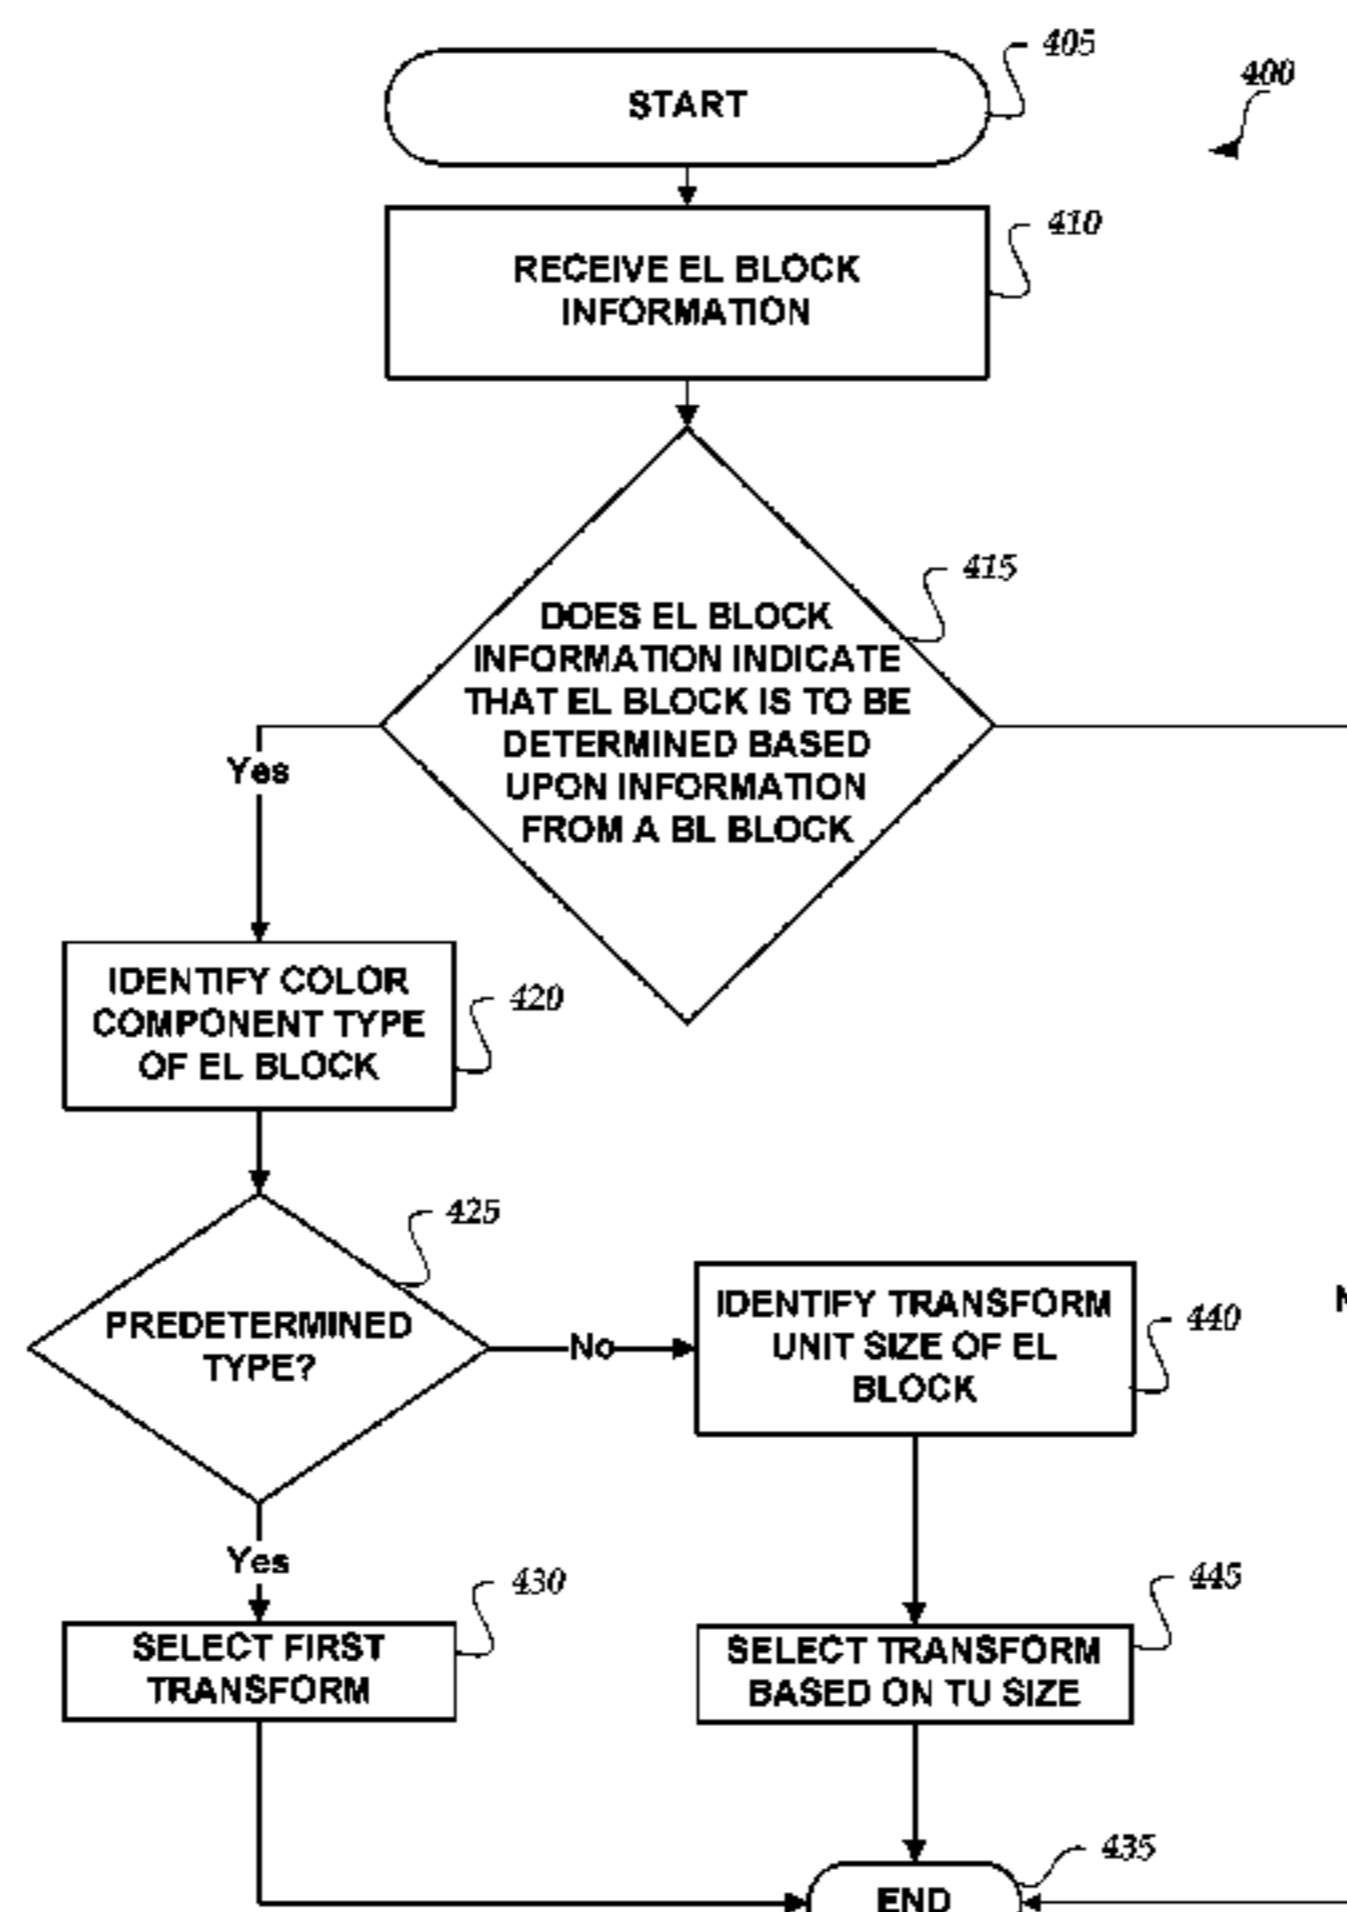 405
400
START
410
RECEIVE EL BLOCK
INFORMATION
415
DOES EL BLOCK
INFORMATION INDICATE
THAT EL BLOCK IS TO BE
DETERMINED BASED
UPON INFORMATION
FROM A BL BLOCK
Yes
IDENTIFY COLOR
COMPONENT TYPE
OF EL BLOCK
420
425
PREDETERMINED
TYPE?
No
IDENTIFY TRANSFORM
UNIT SIZE OF EL
BLOCK
440
Yes
430
SELECT FIRST
TRANSFORM
445
SELECT TRANSFORM
BASED ON TU SIZE
435
END